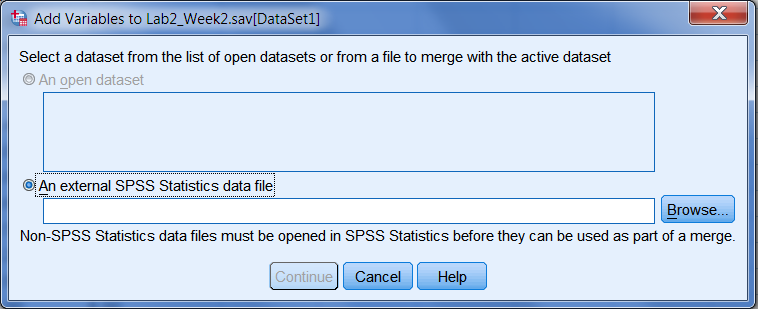 Add Variables to Lab2_Week2.sav[DataSet1]
Select a dataset from the list of open datasets or from a file to merge with the active dataset
An open dataset
An external SPSS Statistics data file
Browse...
Non-SPSS Statistics data files must be opened in SPSS Statistics before they can be used as part of a merge.
Continue Cancel Help